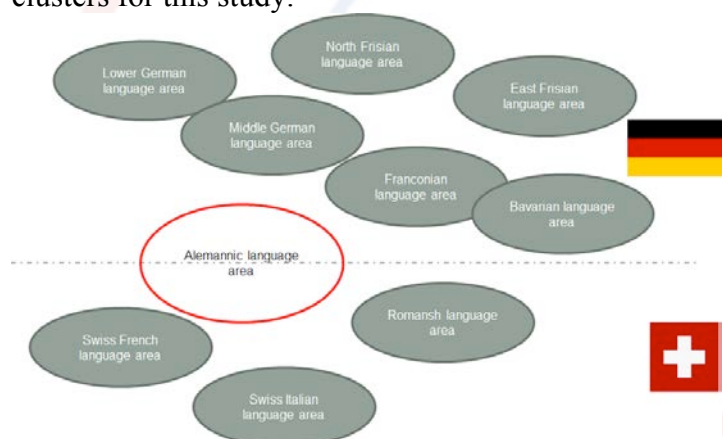 clusters for this study.
North Frisian
language area
Lower German
language area
East Frisian
language area
Middle German
language area
Franconian
language area
Bavarian language
area
Alemannic language
area
Romansh language
area
Swiss French
language area
Swiss Italian
language area